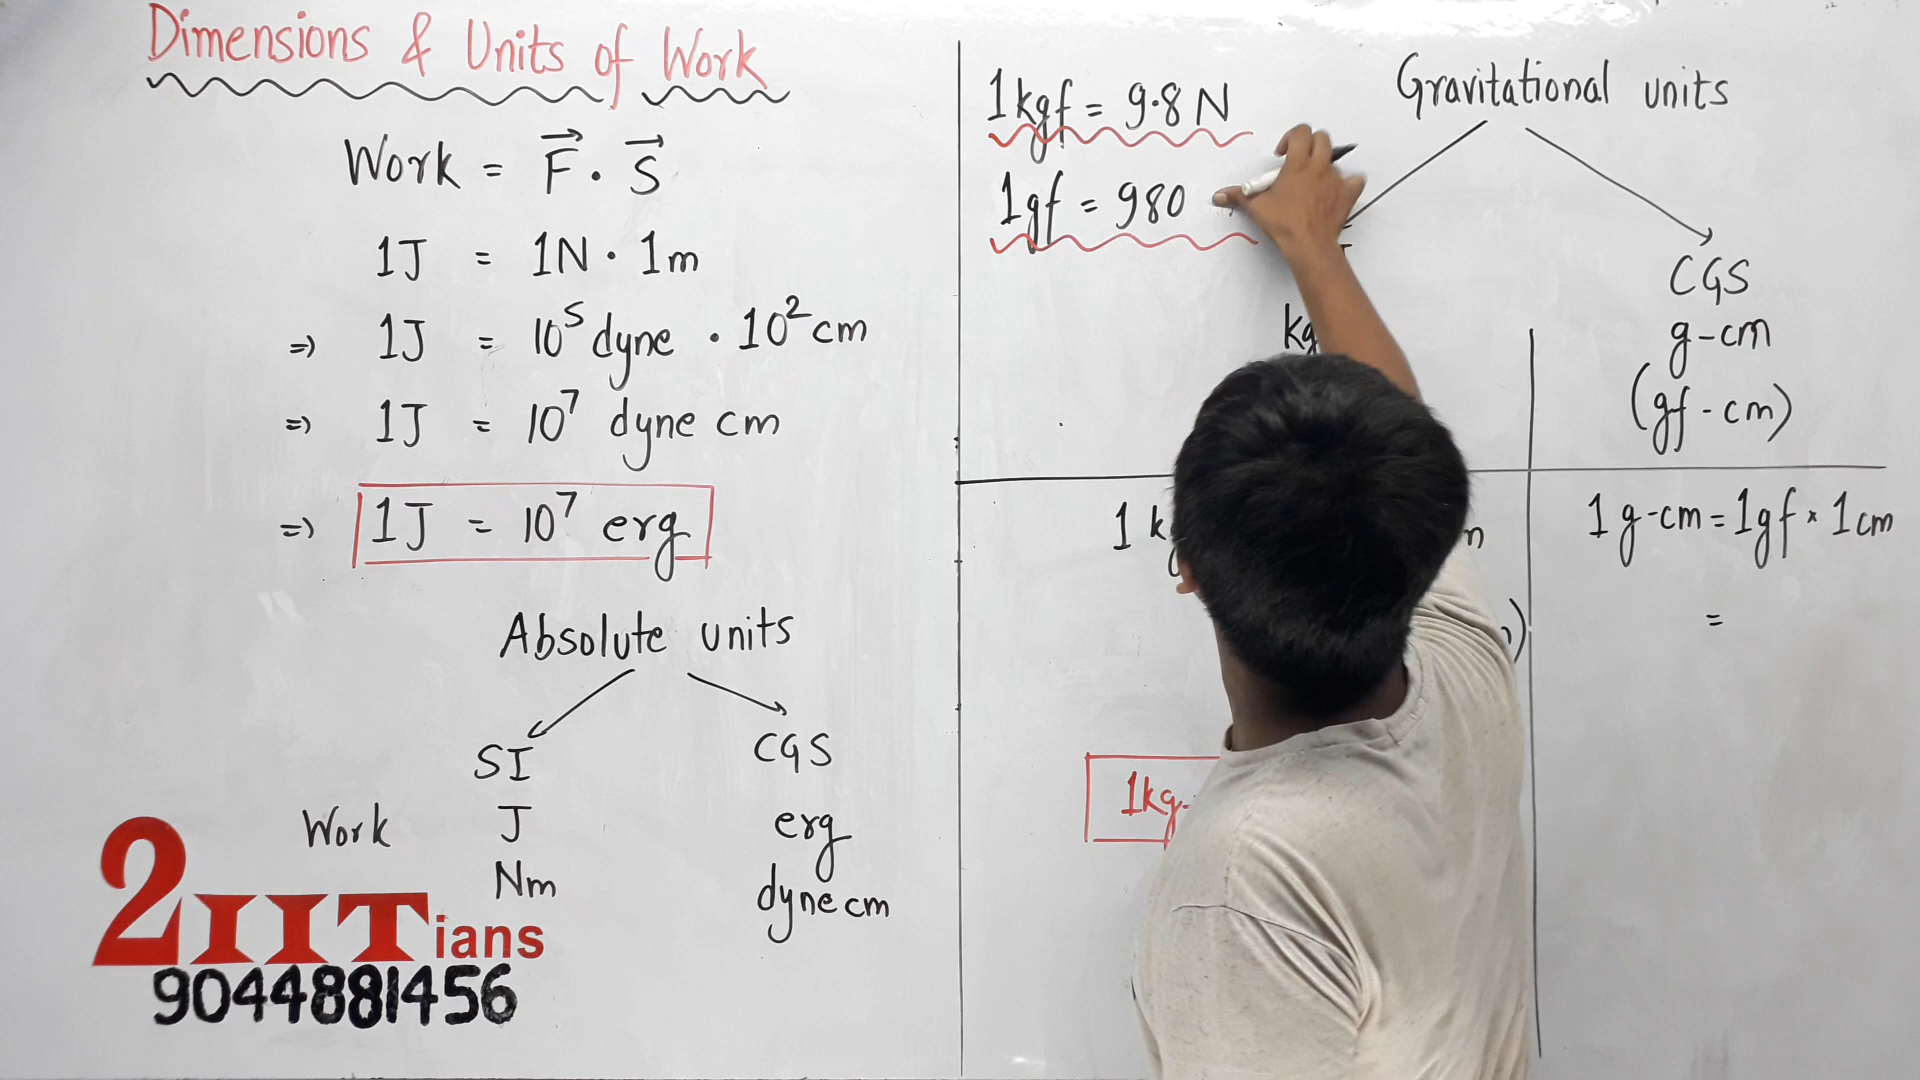 Dimensions & Units of Work
Work = F⃗ . S⃗
1J = 1N . 1m
⇒ 1J = 10⁵ dyne . 10² cm
⇒ 1J = 10⁷ dyne cm
⇒ 1J = 10⁷ erg
Absolute units
SI CGS
Work J erg
Nm dyne cm
2IITians
9044881456
1kgf = 9.8 N
1gf = 980
Gravitational units
CGS
g-cm
(gf-cm)
1 g-cm = 1gf × 1cm
=
1kg-